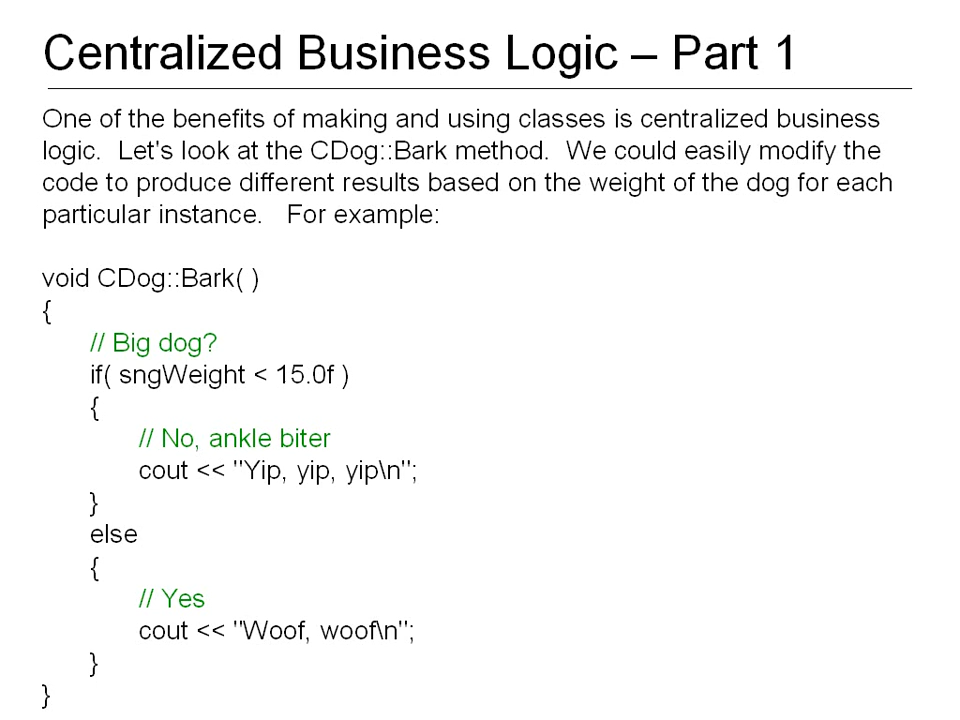 Centralized Business Logic – Part 1
One of the benefits of making and using classes is centralized business
logic.  Let's look at the CDog::Bark method.  We could easily modify the
code to produce different results based on the weight of the dog for each
particular instance.   For example:
void CDog::Bark( )
{
// Big dog?
if( sngWeight < 15.0f )
{
// No, ankle biter
cout << "Yip, yip, yip\n";
}
else
{
// Yes
cout << "Woof, woof\n";
}
}